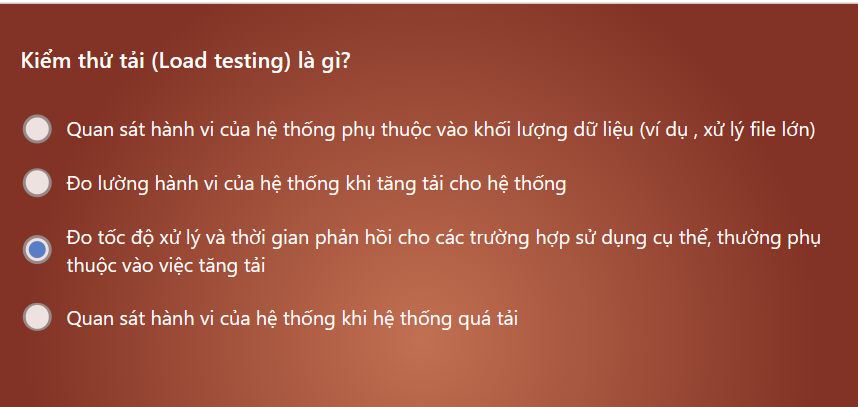 Kiểm thử tải (Load testing) là gì?
Quan sát hành vi của hệ thống phụ thuộc vào khối lượng dữ liệu (ví dụ , xử lý file lớn)
Đo lường hành vi của hệ thống khi tăng tải cho hệ thống
Đo tốc độ xử lý và thời gian phản hồi cho các trường hợp sử dụng cụ thể, thường phụ
thuộc vào việc tăng tải
Quan sát hành vi của hệ thống khi hệ thống quá tải